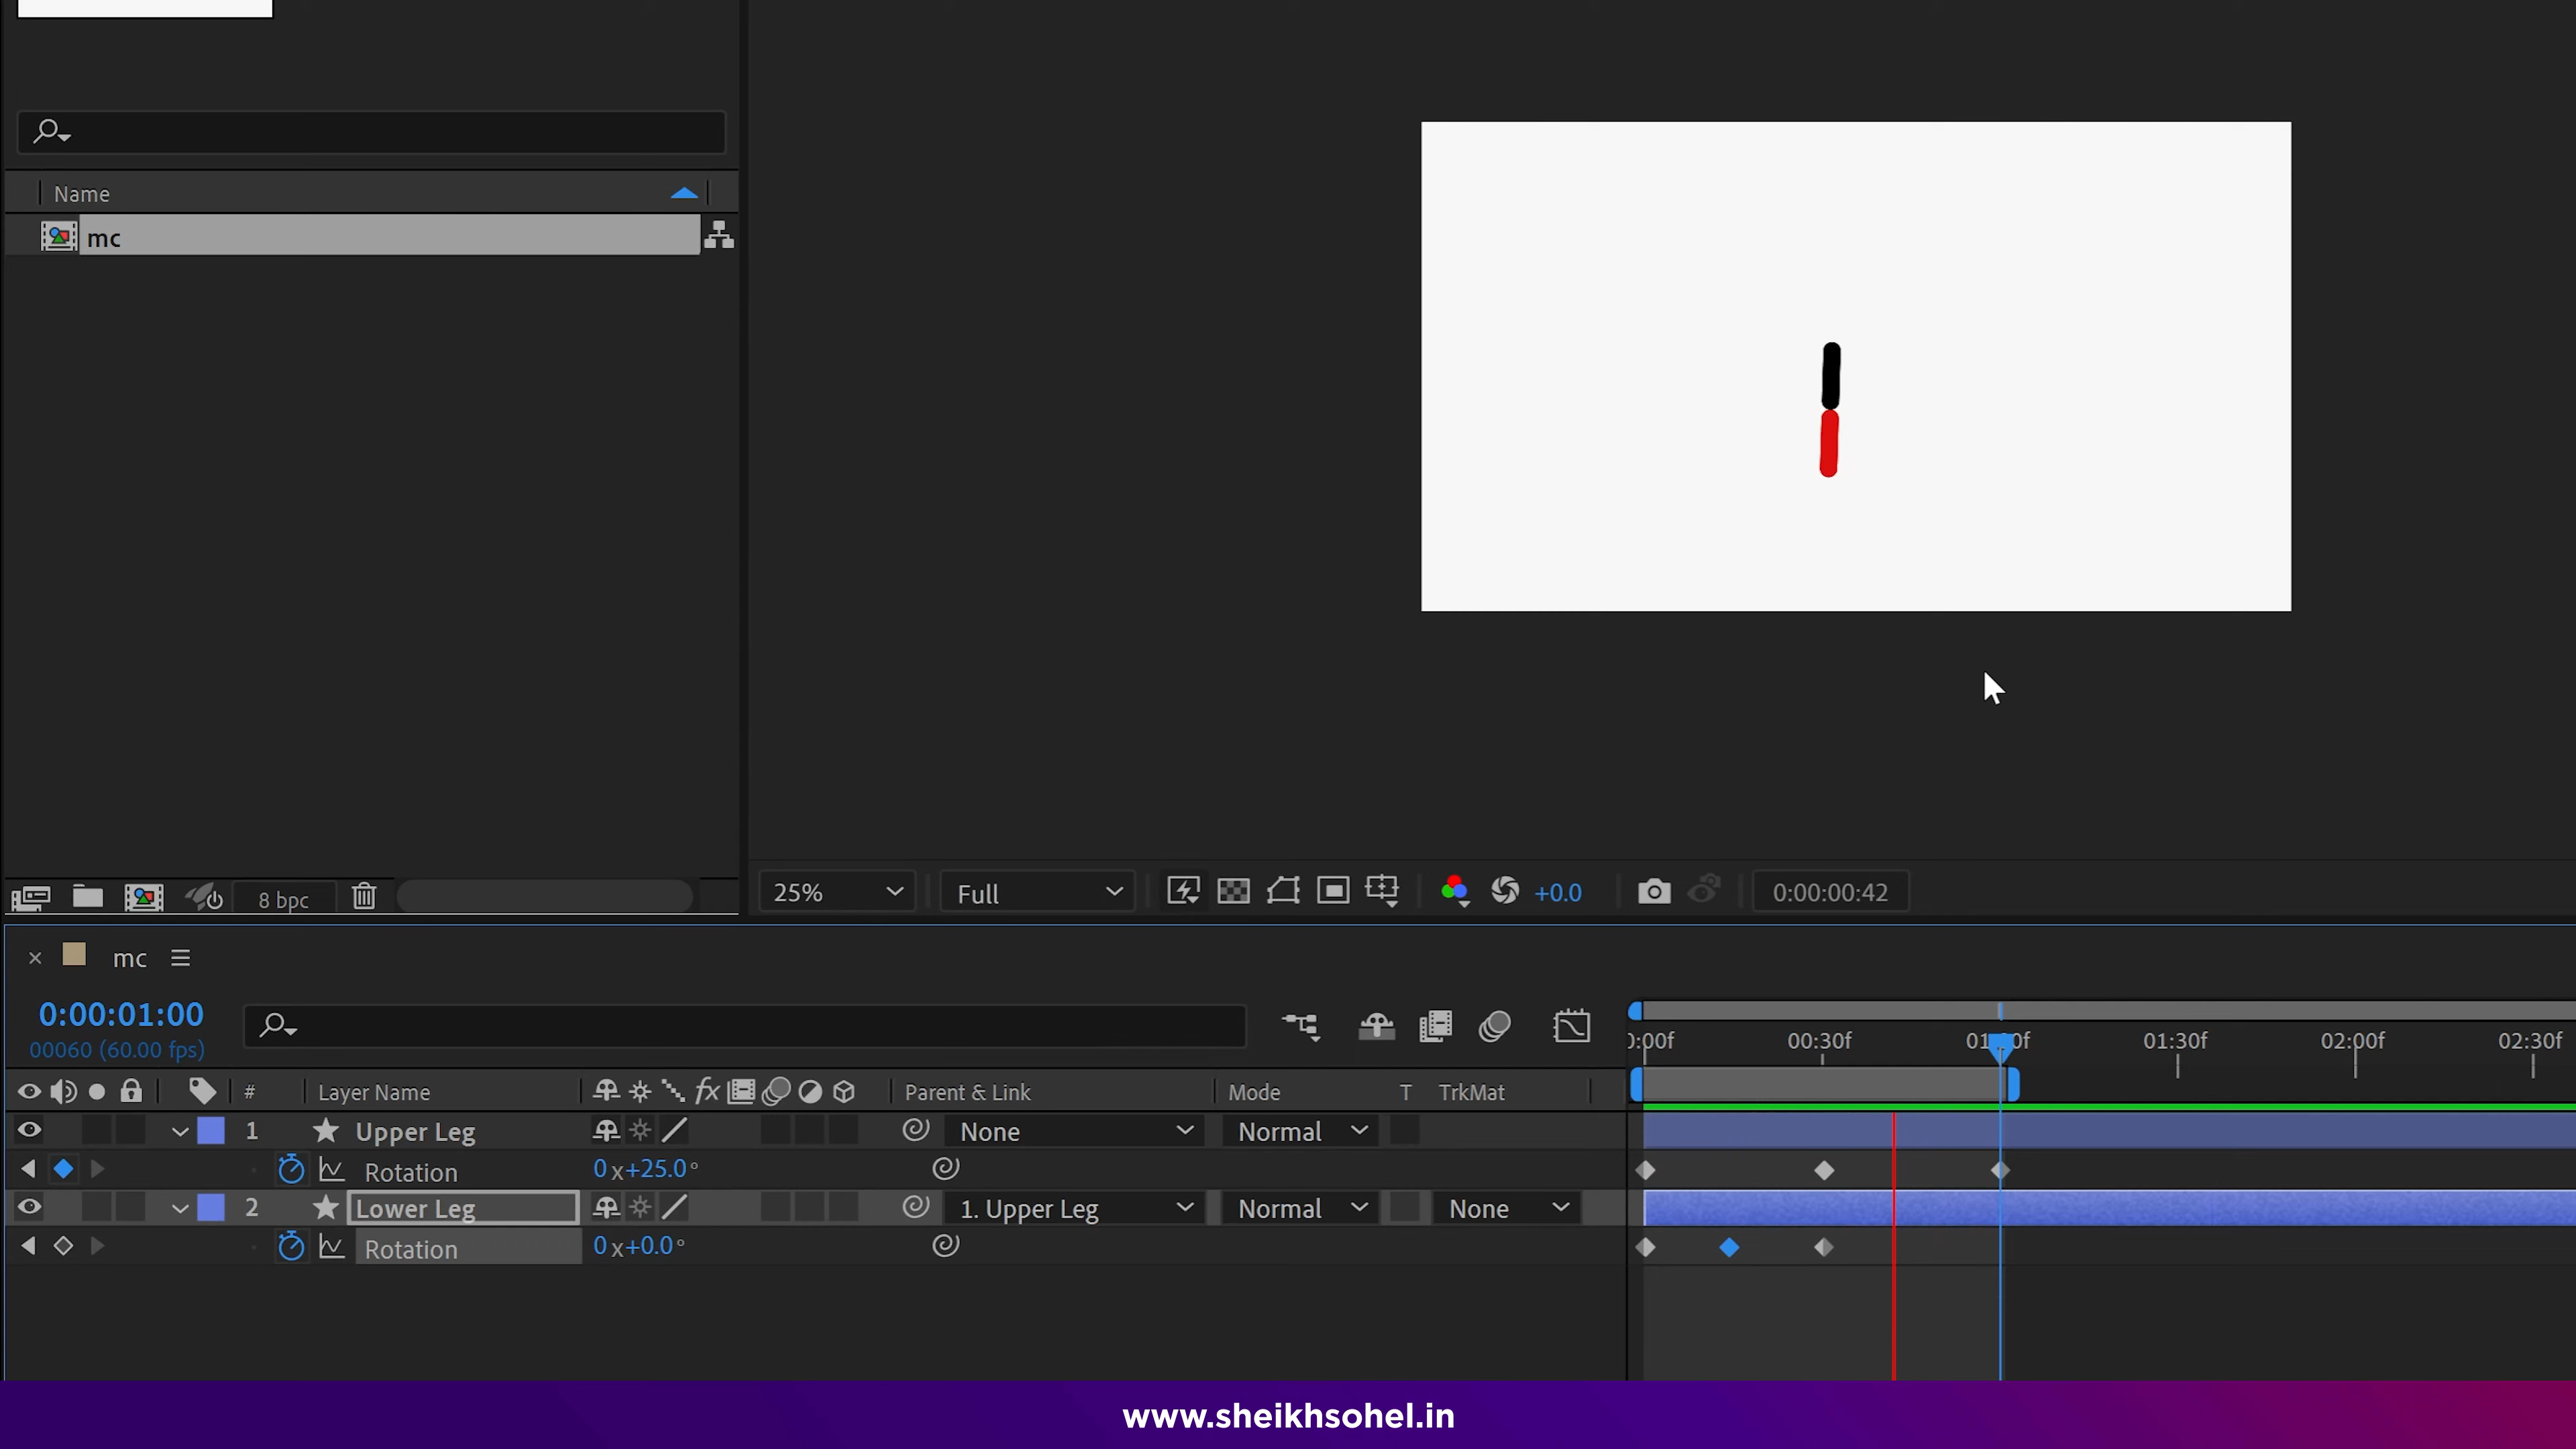 Name
mc
8 bpc
25%
Full
+0.0
0:00:00:42
mc
0:00:01:00
00060 (60.00 fps)
0:00f 00:30f 01:00f 01:30f 02:00f 02:30f
# Layer Name fx Parent & Link Mode T TrkMat
1 Upper Leg None Normal
Rotation 0x+25.0°
2 Lower Leg 1. Upper Leg Normal None
Rotation 0x+0.0°
www.sheikhsohel.in